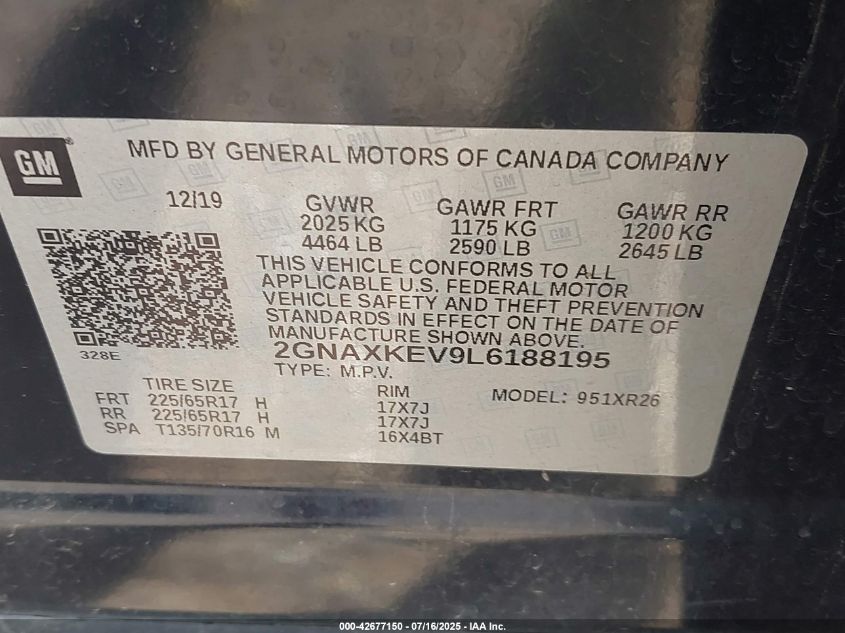 GM
MFD BY GENERAL MOTORS OF CANADA COMPANY
12/19
GVWR
2025 KG
4464 LB
GAWR FRT
1175 KG
2590 LB
GAWR RR
1200 KG
2645 LB
THIS VEHICLE CONFORMS TO ALL
APPLICABLE U.S. FEDERAL MOTOR
VEHICLE SAFETY AND THEFT PREVENTION
STANDARDS IN EFFECT ON THE DATE OF
MANUFACTURE SHOWN ABOVE.
328E
2GNAXKEV9L6188195
TYPE: M.P.V.
TIRE SIZE RIM MODEL: 951XR26
FRT 225/65R17 H 17X7J
RR 225/65R17 H 17X7J
SPA T135/70R16 M 16X4BT
000-42677150 - 07/16/2025 - IAA Inc.